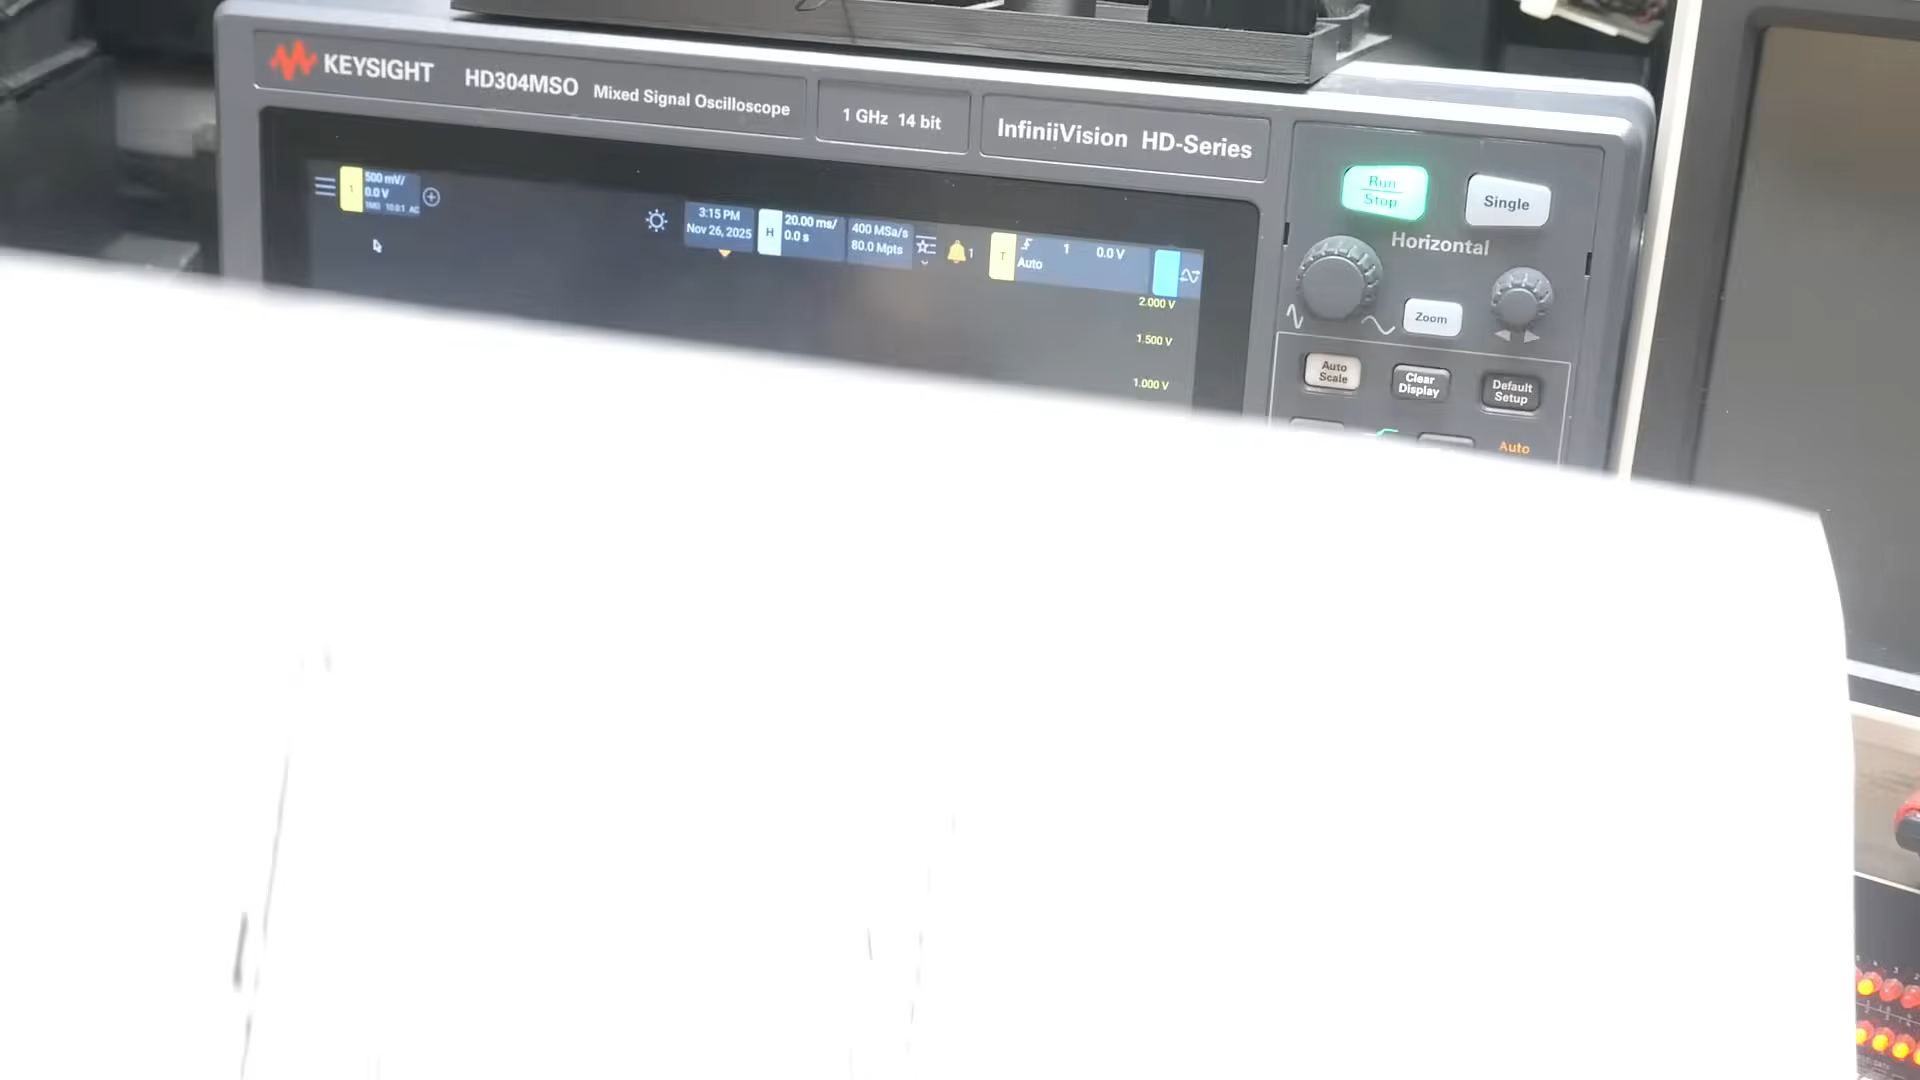 KEYSIGHT HD304MSO Mixed Signal Oscilloscope
1 GHz 14 bit
InfiniiVision HD-Series
1
500 mV/
0.0 V
3:15 PM
Nov 26, 2025
H
20.00 ms/
0.0 s
400 MSa/s
80.0 Mpts
1
T
1
0.0 V
Auto
2.000 V
1.500 V
1.000 V
Run
Stop
Single
Horizontal
Zoom
Auto
Scale
Clear
Display
Default
Setup
Auto